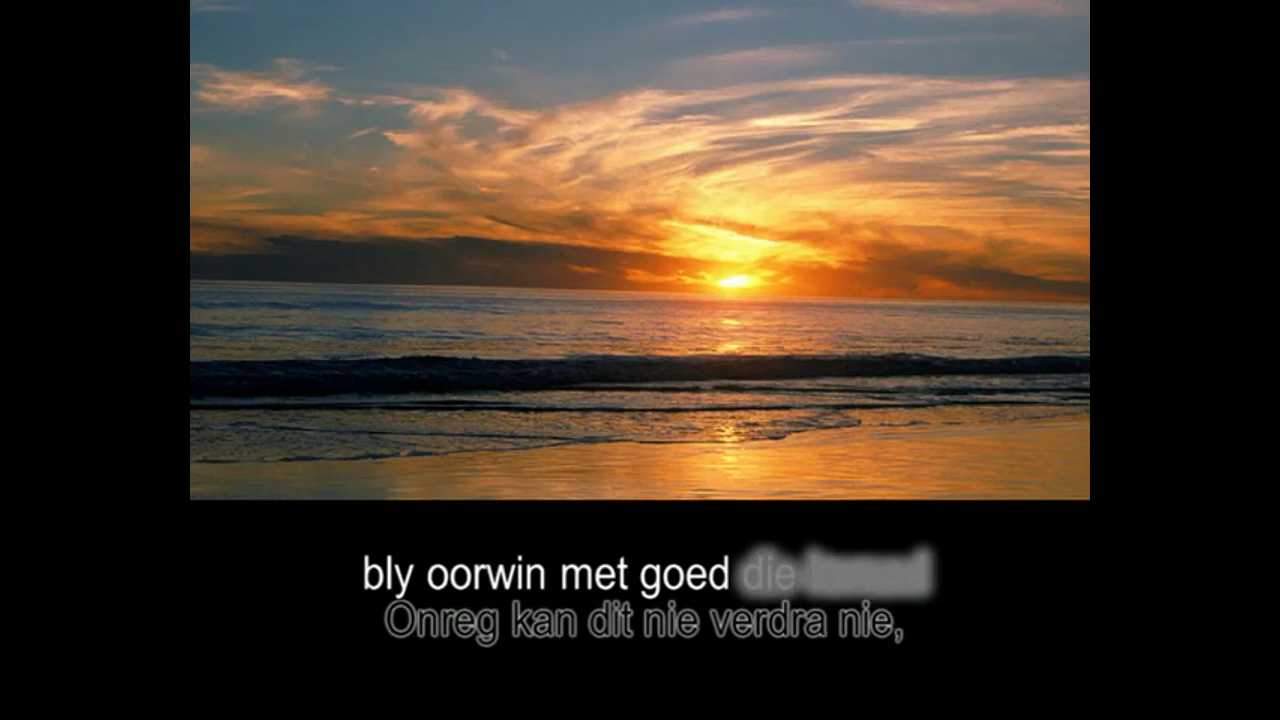 bly oorwin met goed die
Onreg kan dit nie verdra nie,